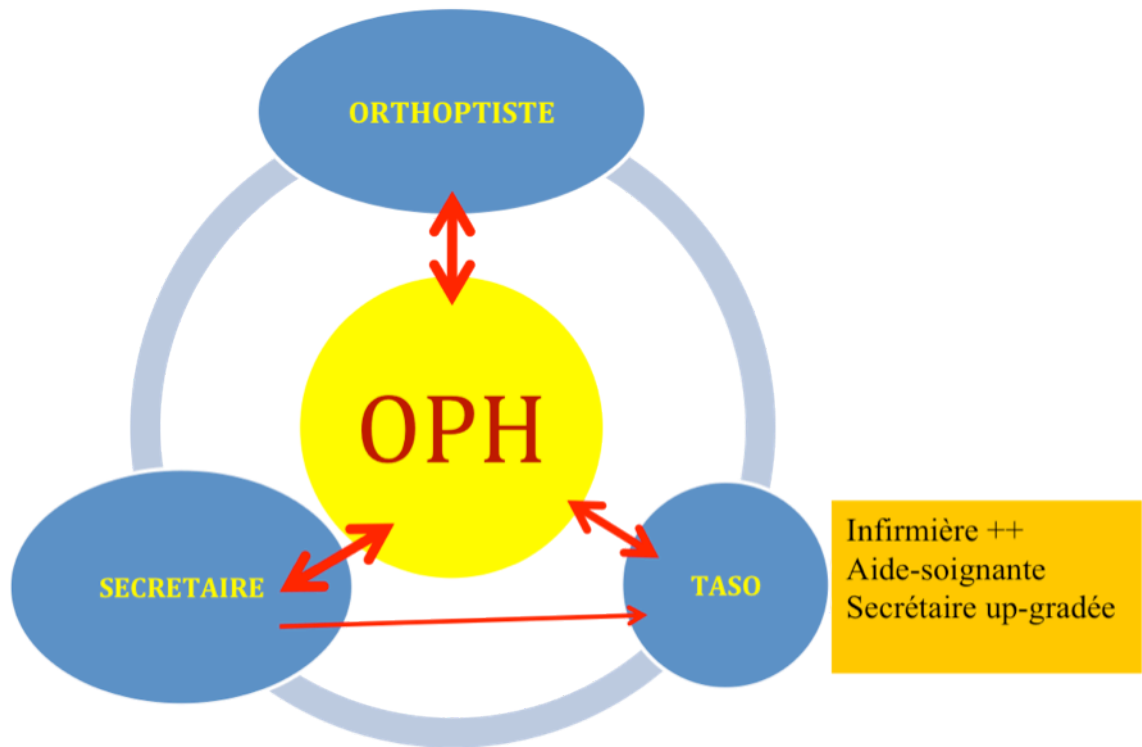 ORTHOPTISTE
OPH
SECRETAIRE
TASO
Infirmière ++
Aide-soignante
Secrétaire up-gradée